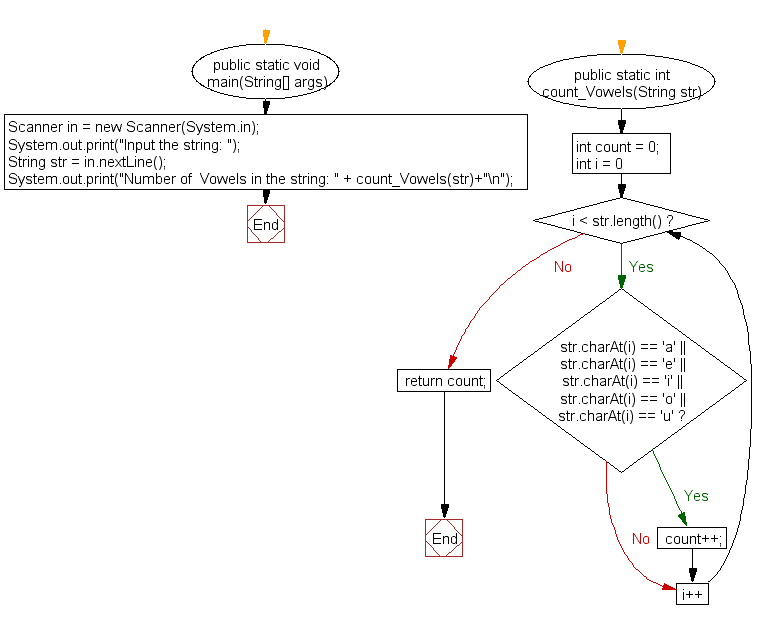 public static void
main(String[] args)
Scanner in = new Scanner(System.in);
System.out.print("Input the string: ");
String str = in.nextLine();
System.out.print("Number of  Vowels in the string: " + count_Vowels(str)+"\n");
End
public static int
count_Vowels(String str)
int count = 0;
int i = 0
i < str.length() ?
No
Yes
str.charAt(i) == 'a' ||
str.charAt(i) == 'e' ||
str.charAt(i) == 'i' ||
str.charAt(i) == 'o' ||
str.charAt(i) == 'u' ?
return count;
End
Yes
No
count++;
i++